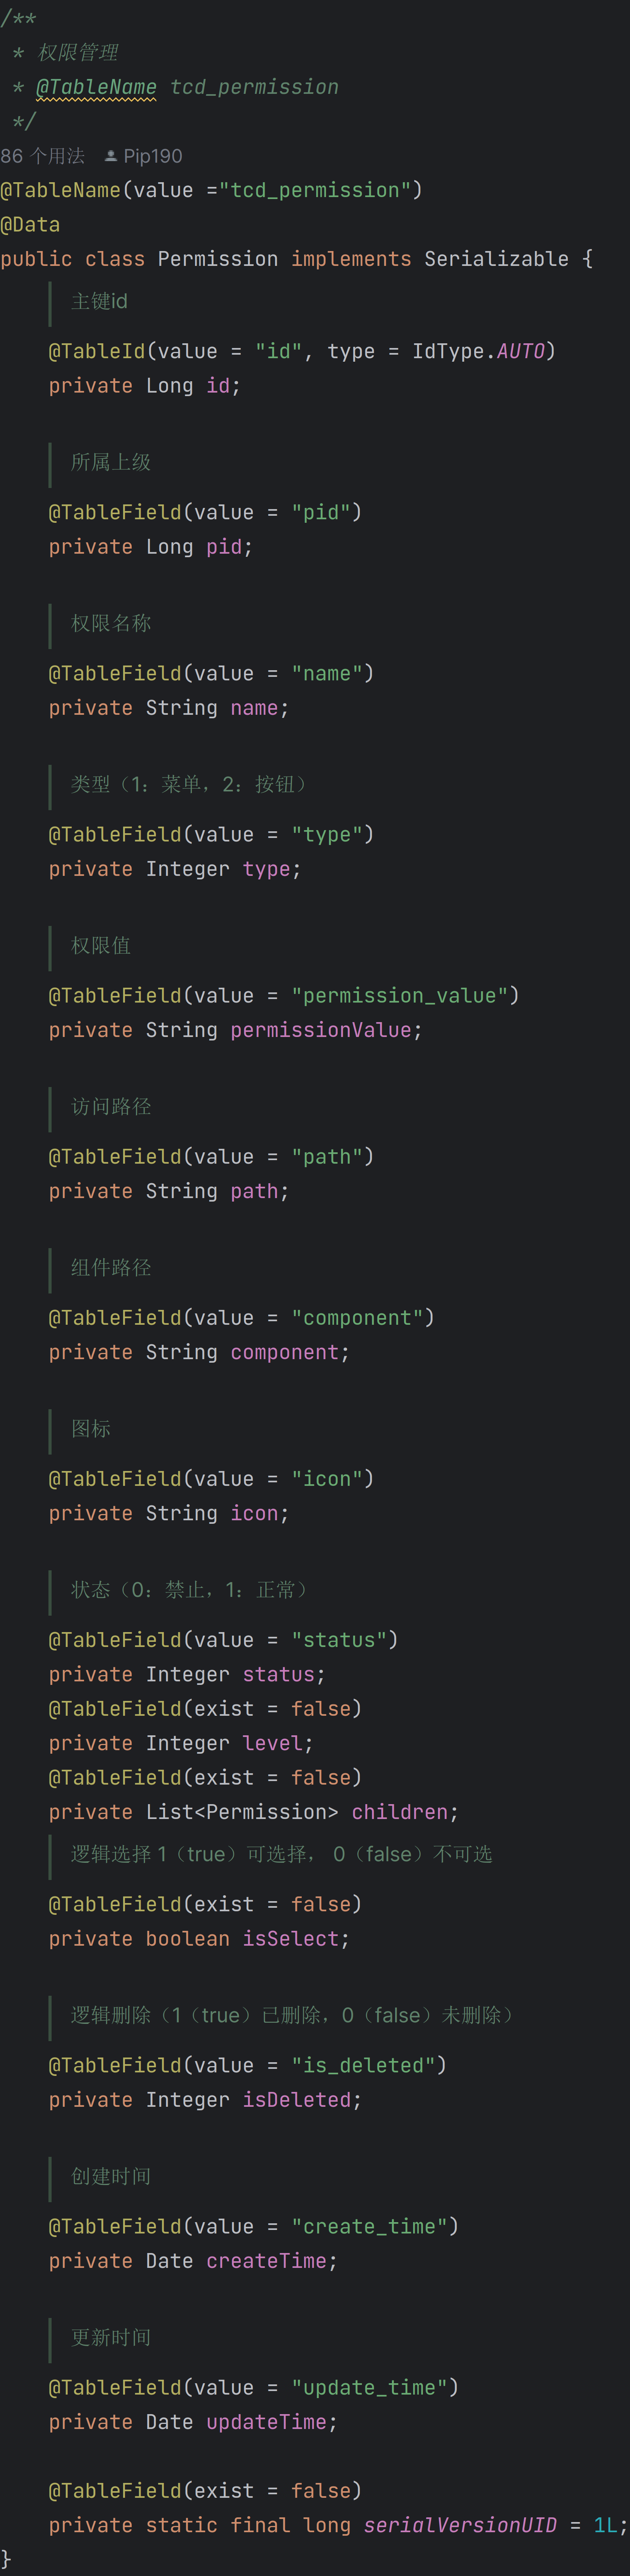 /**
 * 权限管理
 * @TableName tcd_permission
 */
86 个用法 Pip190
@TableName(value ="tcd_permission")
@Data
public class Permission implements Serializable {
主键id
@TableId(value = "id", type = IdType.AUTO)
private Long id;
所属上级
@TableField(value = "pid")
private Long pid;
权限名称
@TableField(value = "name")
private String name;
类型（1：菜单，2：按钮）
@TableField(value = "type")
private Integer type;
权限值
@TableField(value = "permission_value")
private String permissionValue;
访问路径
@TableField(value = "path")
private String path;
组件路径
@TableField(value = "component")
private String component;
图标
@TableField(value = "icon")
private String icon;
状态（0：禁止，1：正常）
@TableField(value = "status")
private Integer status;
@TableField(exist = false)
private Integer level;
@TableField(exist = false)
private List<Permission> children;
逻辑选择 1（true）可选择， 0（false）不可选
@TableField(exist = false)
private boolean isSelect;
逻辑删除（1（true）已删除，0（false）未删除）
@TableField(value = "is_deleted")
private Integer isDeleted;
创建时间
@TableField(value = "create_time")
private Date createTime;
更新时间
@TableField(value = "update_time")
private Date updateTime;
@TableField(exist = false)
private static final long serialVersionUID = 1L;
}